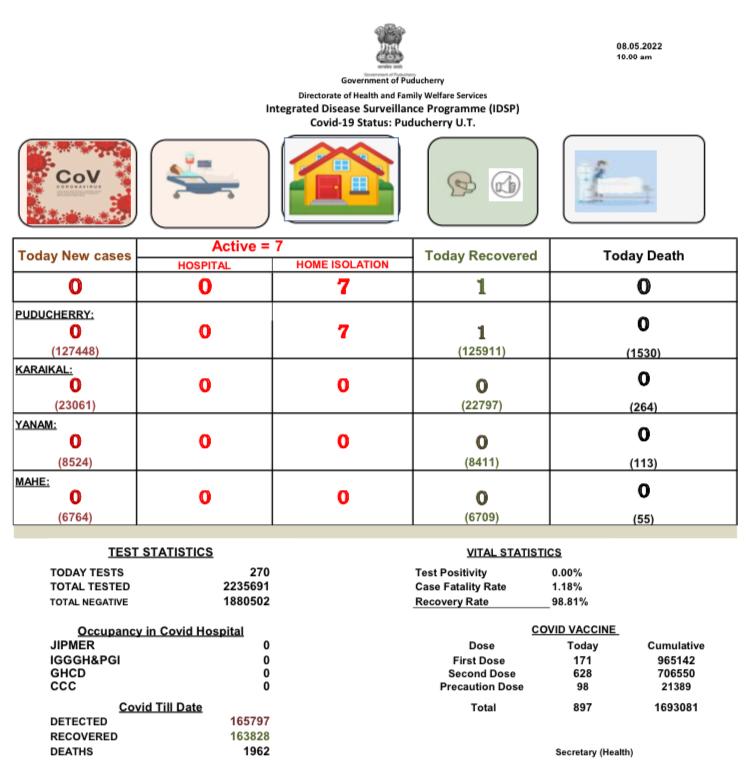 08.05.2022
10.00 am
Government of Puducherry
Government of Puducherry
Directorate of Health and Family Welfare Services
Integrated Disease Surveillance Programme (IDSP)
Covid-19 Status: Puducherry U.T.
CoV
CORONAVIRUS
Today New cases
Active = 7
HOSPITAL HOME ISOLATION
Today Recovered
Today Death
0 0 7 1 0
PUDUCHERRY:
0 0 7 1 0
(127448) (125911) (1530)
KARAIKAL:
0 0 0 0 0
(23061) (22797) (264)
YANAM:
0 0 0 0 0
(8524) (8411) (113)
MAHE:
0 0 0 0 0
(6764) (6709) (55)
TEST STATISTICS
TODAY TESTS 270
TOTAL TESTED 2235691
TOTAL NEGATIVE 1880502
VITAL STATISTICS
Test Positivity 0.00%
Case Fatality Rate 1.18%
Recovery Rate 98.81%
Occupancy in Covid Hospital
JIPMER 0
IGGGH&PGI 0
GHCD 0
CCC 0
COVID VACCINE
Dose Today Cumulative
First Dose 171 965142
Second Dose 628 706550
Precaution Dose 98 21389
Total 897 1693081
Covid Till Date
DETECTED 165797
RECOVERED 163828
DEATHS 1962
Secretary (Health)